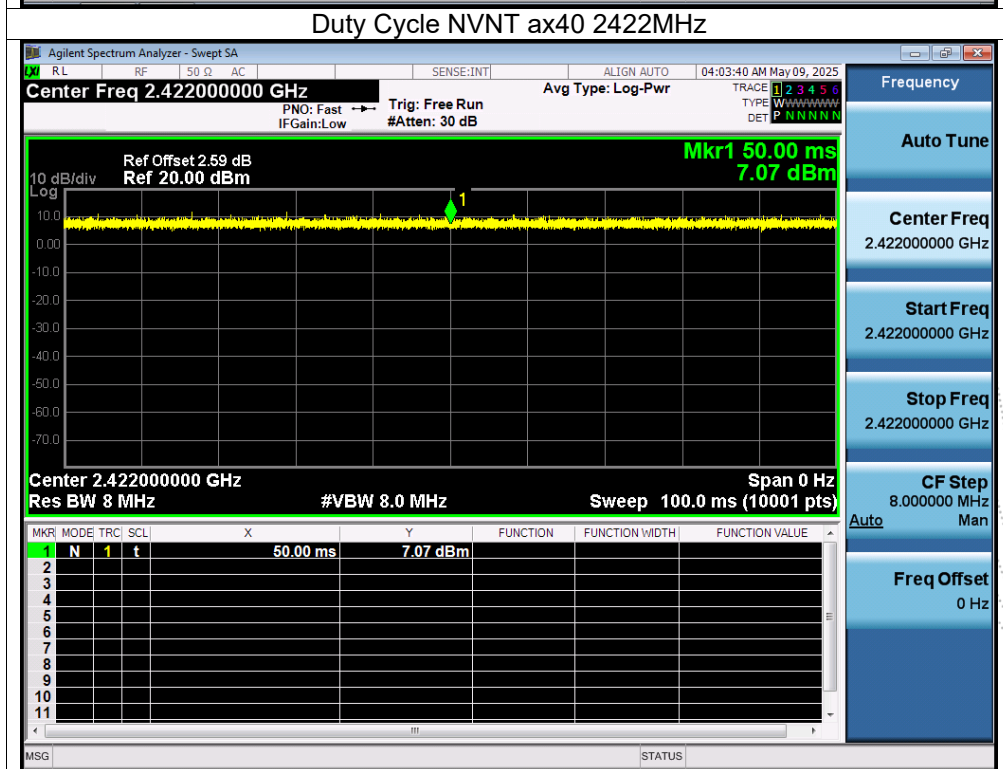 Duty Cycle NVNT ax40 2422MHz
Agilent Spectrum Analyzer - Swept SA
LXI RL RF 50 Ω AC SENSE:INT ALIGN AUTO 04:03:40 AM May 09, 2025
Center Freq 2.422000000 GHz
PNO: Fast
IFGain:Low
Trig: Free Run
#Atten: 30 dB
Avg Type: Log-Pwr
TRACE 1 2 3 4 5 6
TYPE WWWWWW
DET P N N N N N
Mkr1 50.00 ms
7.07 dBm
Ref Offset 2.59 dB
Ref 20.00 dBm
10 dB/div
Log
1
10.0
0.00
-10.0
-20.0
-30.0
-40.0
-50.0
-60.0
-70.0
Center 2.422000000 GHz Span 0 Hz
Res BW 8 MHz #VBW 8.0 MHz Sweep 100.0 ms (10001 pts)
MKR MODE TRC SCL X Y FUNCTION FUNCTION WIDTH FUNCTION VALUE
1 N 1 t 50.00 ms 7.07 dBm
2
3
4
5
6
7
8
9
10
11
MSG STATUS
Frequency
Auto Tune
Center Freq
2.422000000 GHz
Start Freq
2.422000000 GHz
Stop Freq
2.422000000 GHz
CF Step
8.000000 MHz
Auto Man
Freq Offset
0 Hz